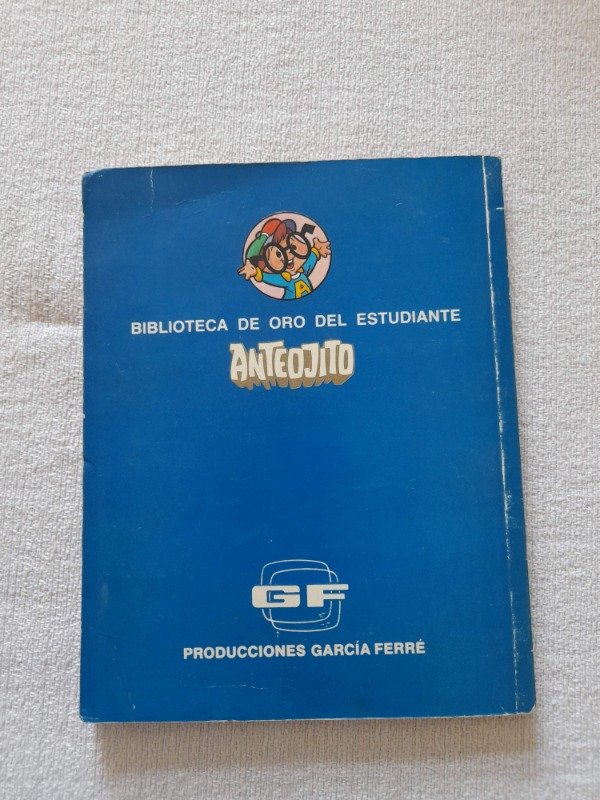 A
BIBLIOTECA DE ORO DEL ESTUDIANTE
ANTEOJITO
GF
PRODUCCIONES GARCÍA FERRÉ